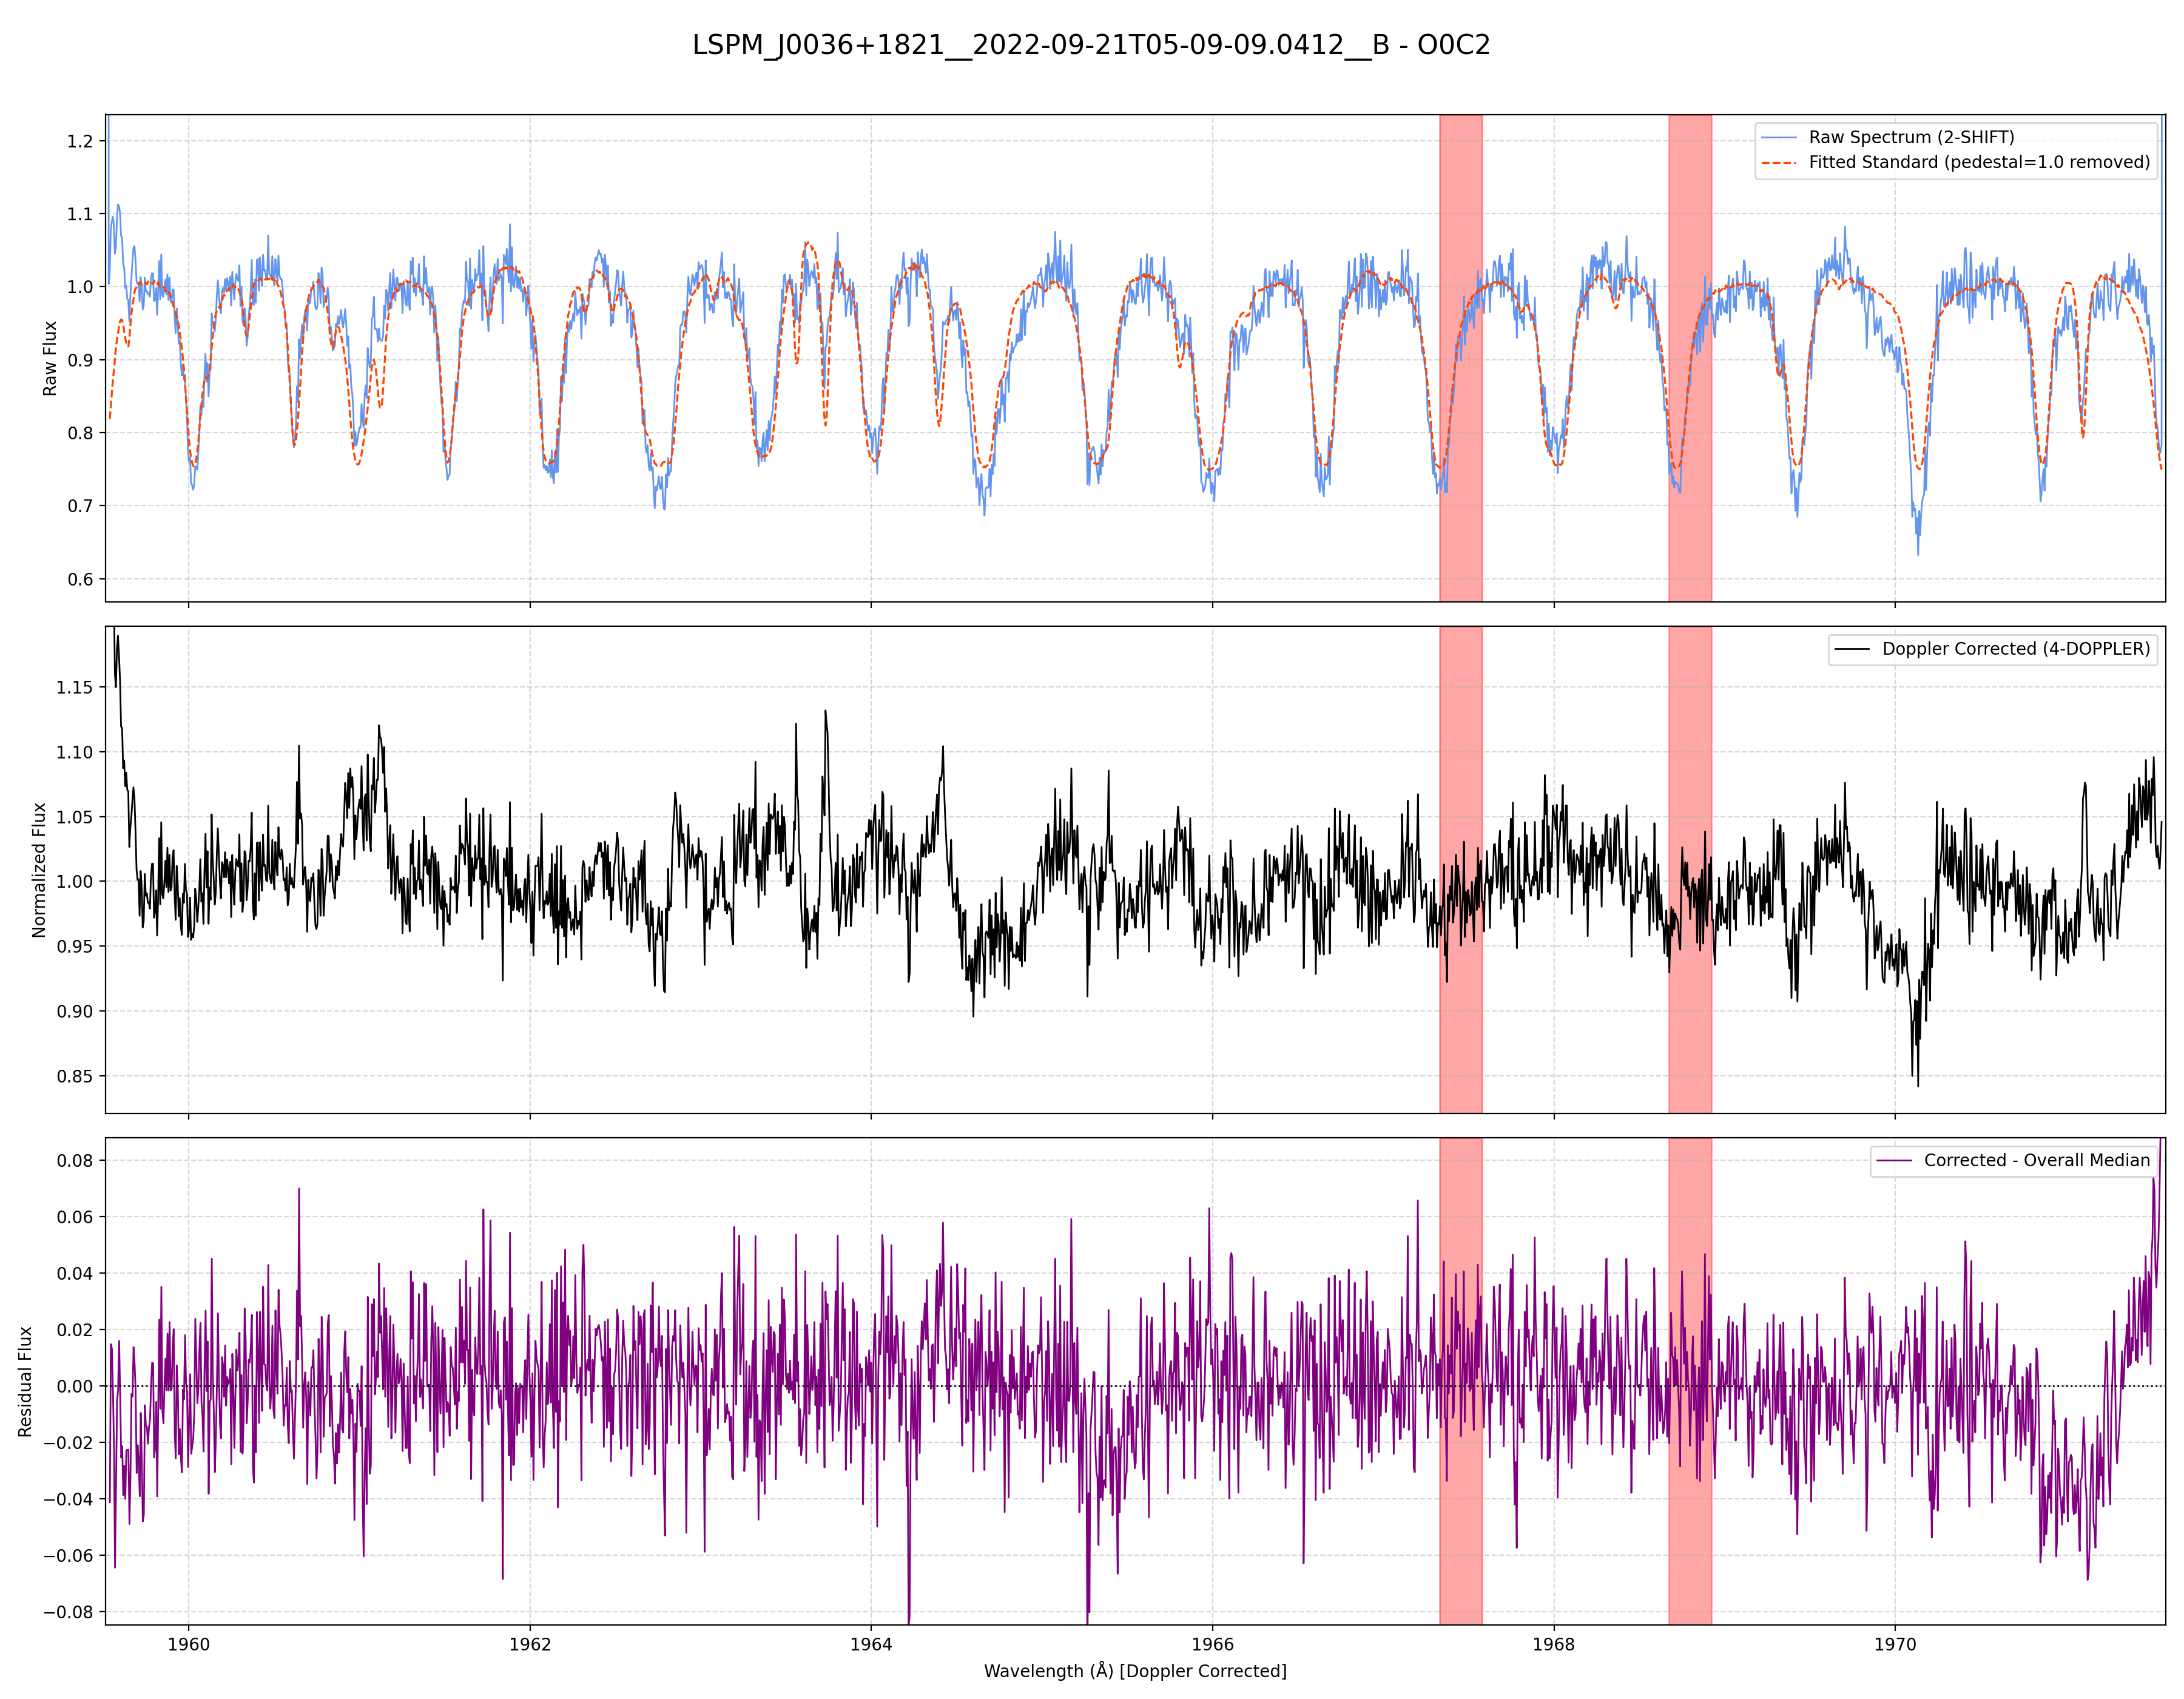 LSPM_J0036+1821__2022-09-21T05-09-09.0412__B - O0C2
Raw Spectrum (2-SHIFT)
Fitted Standard (pedestal=1.0 removed)
Raw Flux
1.2
1.1
1.0
0.9
0.8
0.7
0.6
Doppler Corrected (4-DOPPLER)
Normalized Flux
1.15
1.10
1.05
1.00
0.95
0.90
0.85
Corrected - Overall Median
Residual Flux
0.08
0.06
0.04
0.02
0.00
−0.02
−0.04
−0.06
−0.08
1960 1962 1964 1966 1968 1970
Wavelength (Å) [Doppler Corrected]